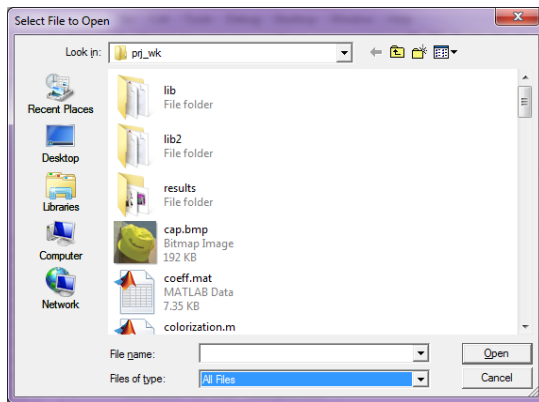 Select File to Open
Look in: prj_wk
Recent Places
Desktop
Libraries
Computer
Network
lib
File folder
lib2
File folder
results
File folder
cap.bmp
Bitmap Image
192 KB
coeff.mat
MATLAB Data
7.35 KB
colorization.m
File name:
Open
Files of type: All Files
Cancel